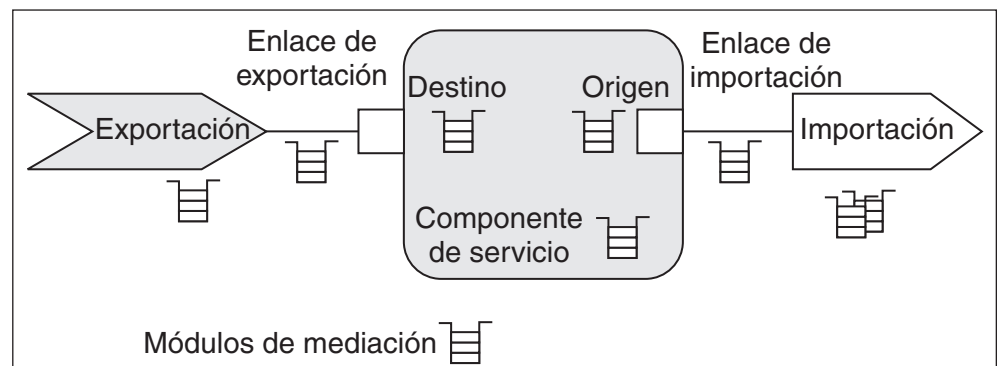 Enlace de
exportación
Enlace de
importación
Destino
Origen
Exportación
Importación
Componente
de servicio
Módulos de mediación